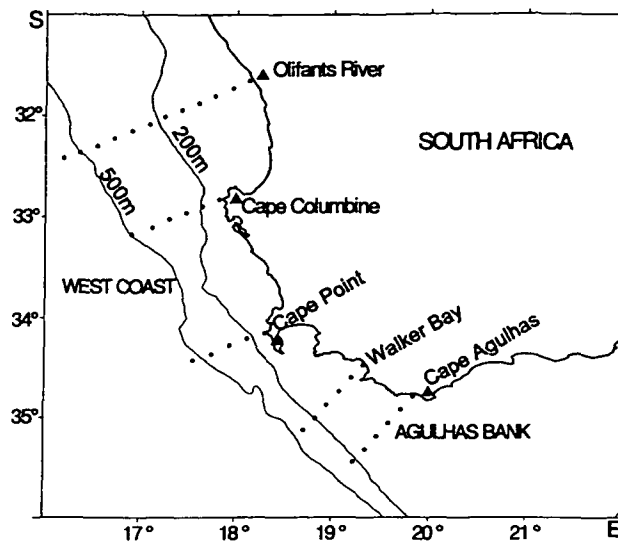 S
Olifants River
32°
200m
SOUTH AFRICA
500m
Cape Columbine
33°
WEST COAST
Cape Point
34°
Walker Bay
Cape Agulhas
35°
AGULHAS BANK
17° 18° 19° 20° 21° E